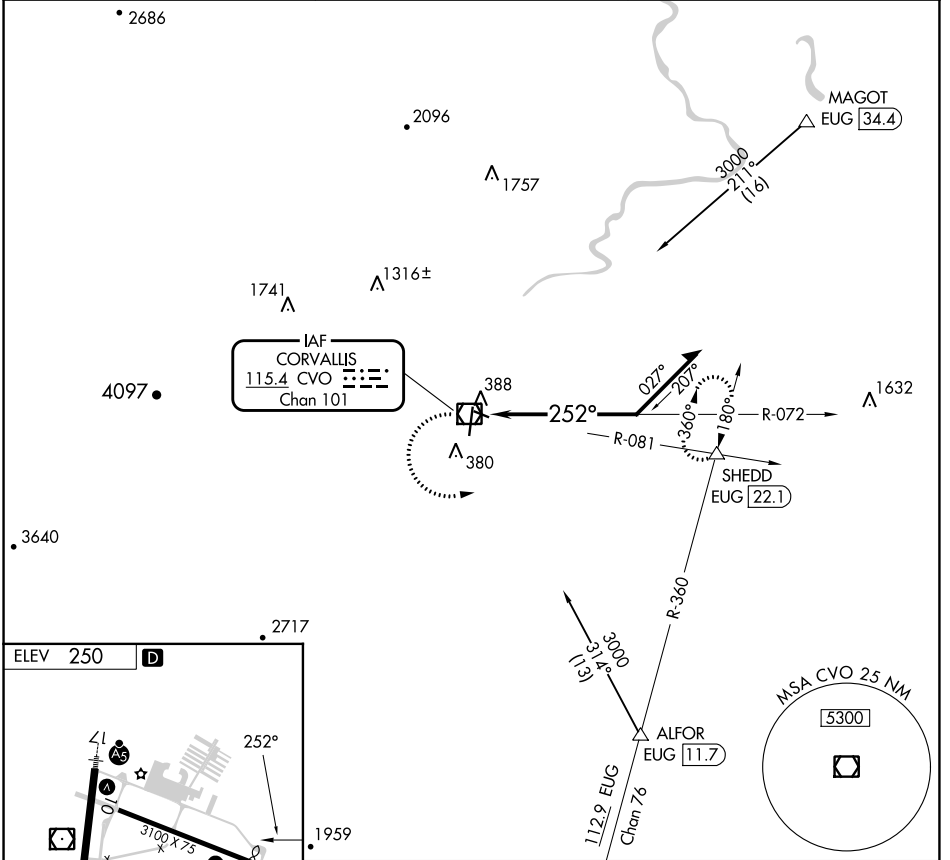 2686
MAGOT
EUG 34.4
2096
3000
211°
(16)
1757
1316±
1741
IAF
CORVALLIS
115.4 CVO
Chan 101
4097
388
252°
027°
207°
360°
180°
R-072
1632
R-081
380
SHEDD
EUG 22.1
3640
R-360
2717
3000
314°
(13)
ELEV 250 D
MSA CVO 25 NM
5300
ALFOR
EUG 11.7
17
A5
252°
V
10
3100 X 75
1959
112.9 EUG
Chan 76